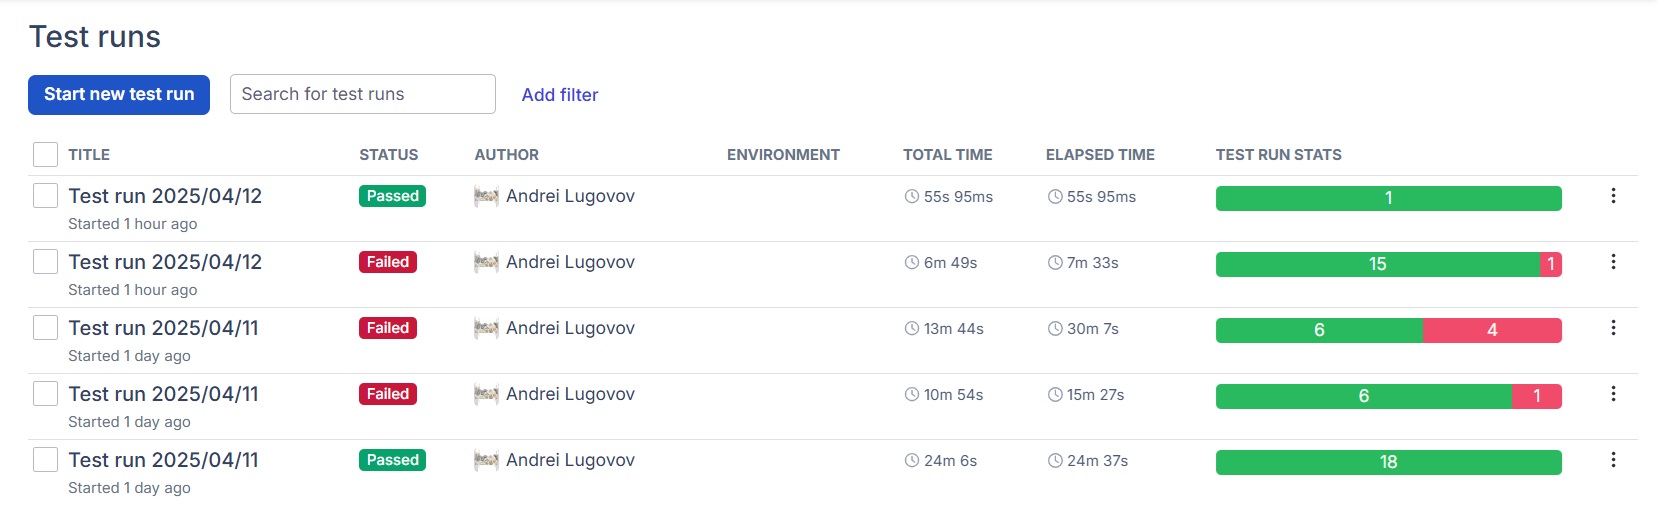 Test runs
Start new test run Search for test runs Add filter
TITLE STATUS AUTHOR ENVIRONMENT TOTAL TIME ELAPSED TIME TEST RUN STATS
Test run 2025/04/12 Passed Andrei Lugovov 55s 95ms 55s 95ms 1
Started 1 hour ago
Test run 2025/04/12 Failed Andrei Lugovov 6m 49s 7m 33s 15 1
Started 1 hour ago
Test run 2025/04/11 Failed Andrei Lugovov 13m 44s 30m 7s 6 4
Started 1 day ago
Test run 2025/04/11 Failed Andrei Lugovov 10m 54s 15m 27s 6 1
Started 1 day ago
Test run 2025/04/11 Passed Andrei Lugovov 24m 6s 24m 37s 18
Started 1 day ago